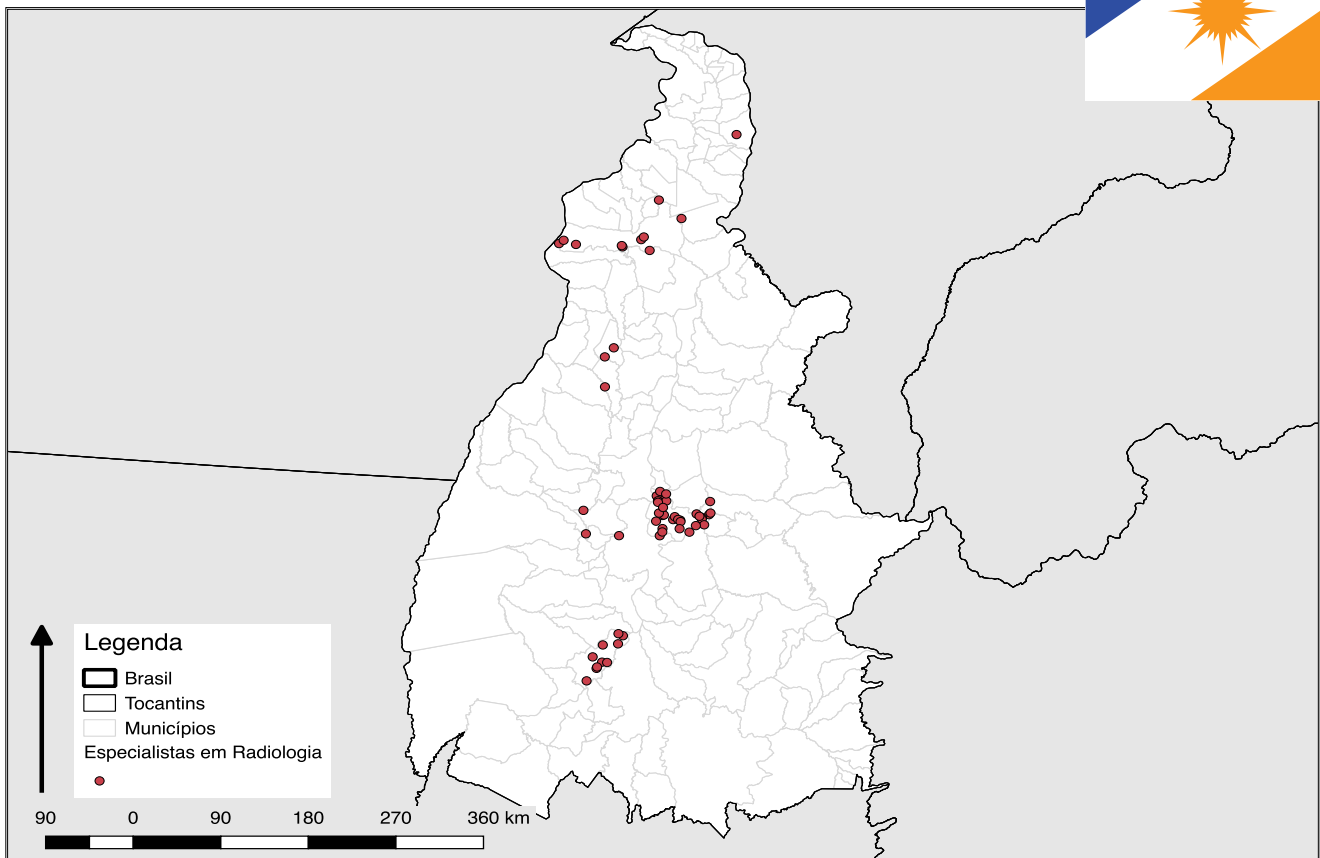 Legenda
Brasil
Tocantins
Municípios
Especialistas em Radiologia
90 0 90 180 270 360 km